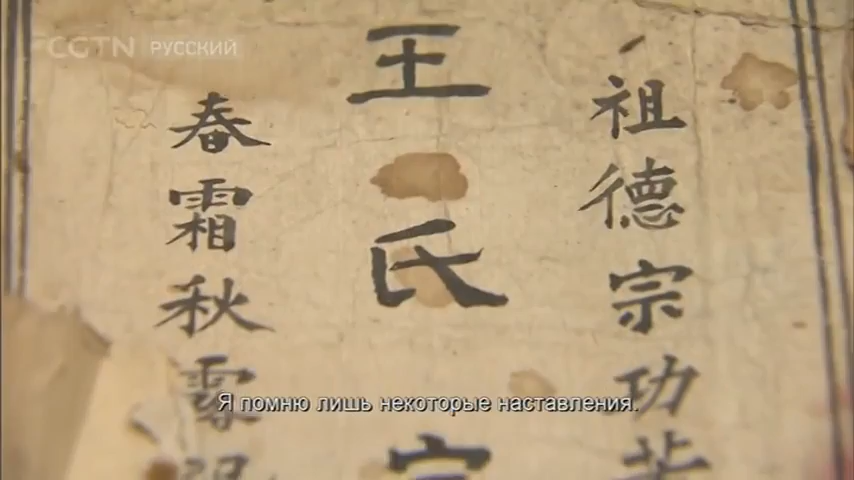 CGTN РУССКИЙ
祖德宗功
王氏
春霜秋
Я помню лишь некоторые наставления.